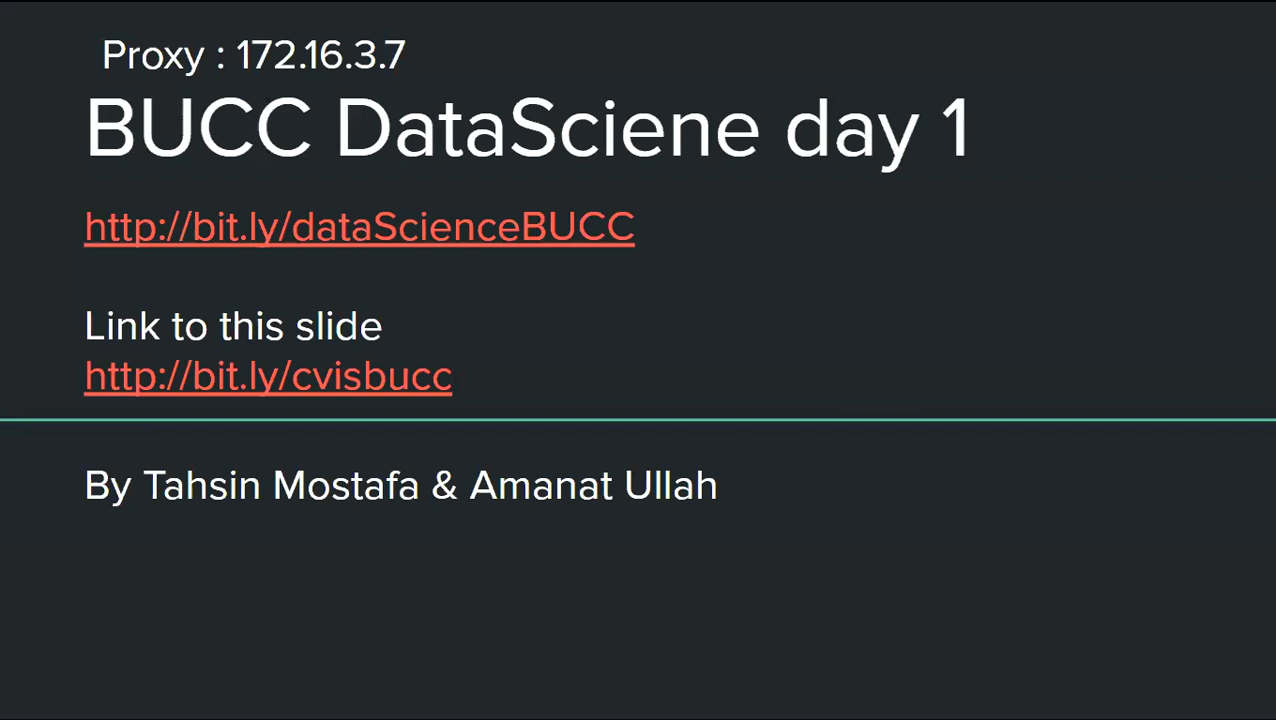 Proxy : 172.16.3.7
BUCC DataSciene day 1
http://bit.ly/dataScienceBUCC
Link to this slide
http://bit.ly/cvisbucc
By Tahsin Mostafa & Amanat Ullah